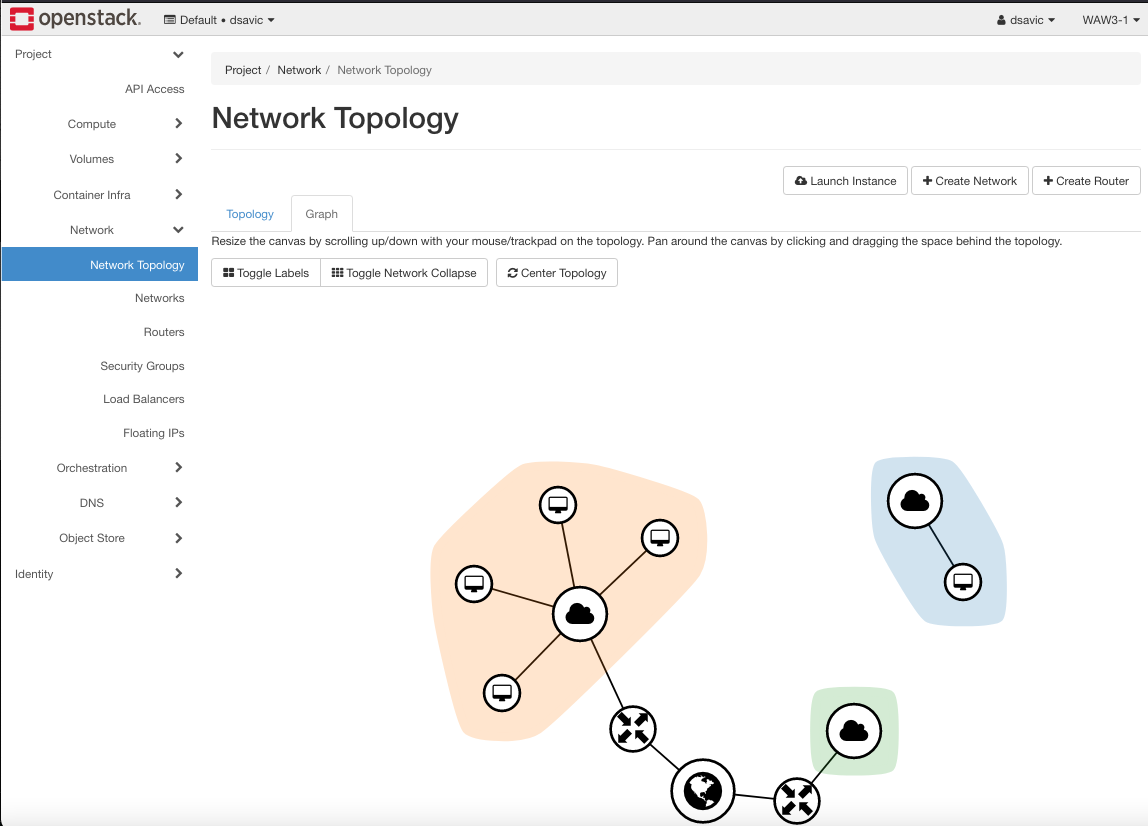 openstack. Default • dsavic dsavic WAW3-1
Project
API Access
Compute
Volumes
Container Infra
Network
Network Topology
Networks
Routers
Security Groups
Load Balancers
Floating IPs
Orchestration
DNS
Object Store
Identity
Project / Network / Network Topology
Network Topology
Launch Instance + Create Network + Create Router
Topology Graph
Resize the canvas by scrolling up/down with your mouse/trackpad on the topology. Pan around the canvas by clicking and dragging the space behind the topology.
Toggle Labels Toggle Network Collapse Center Topology